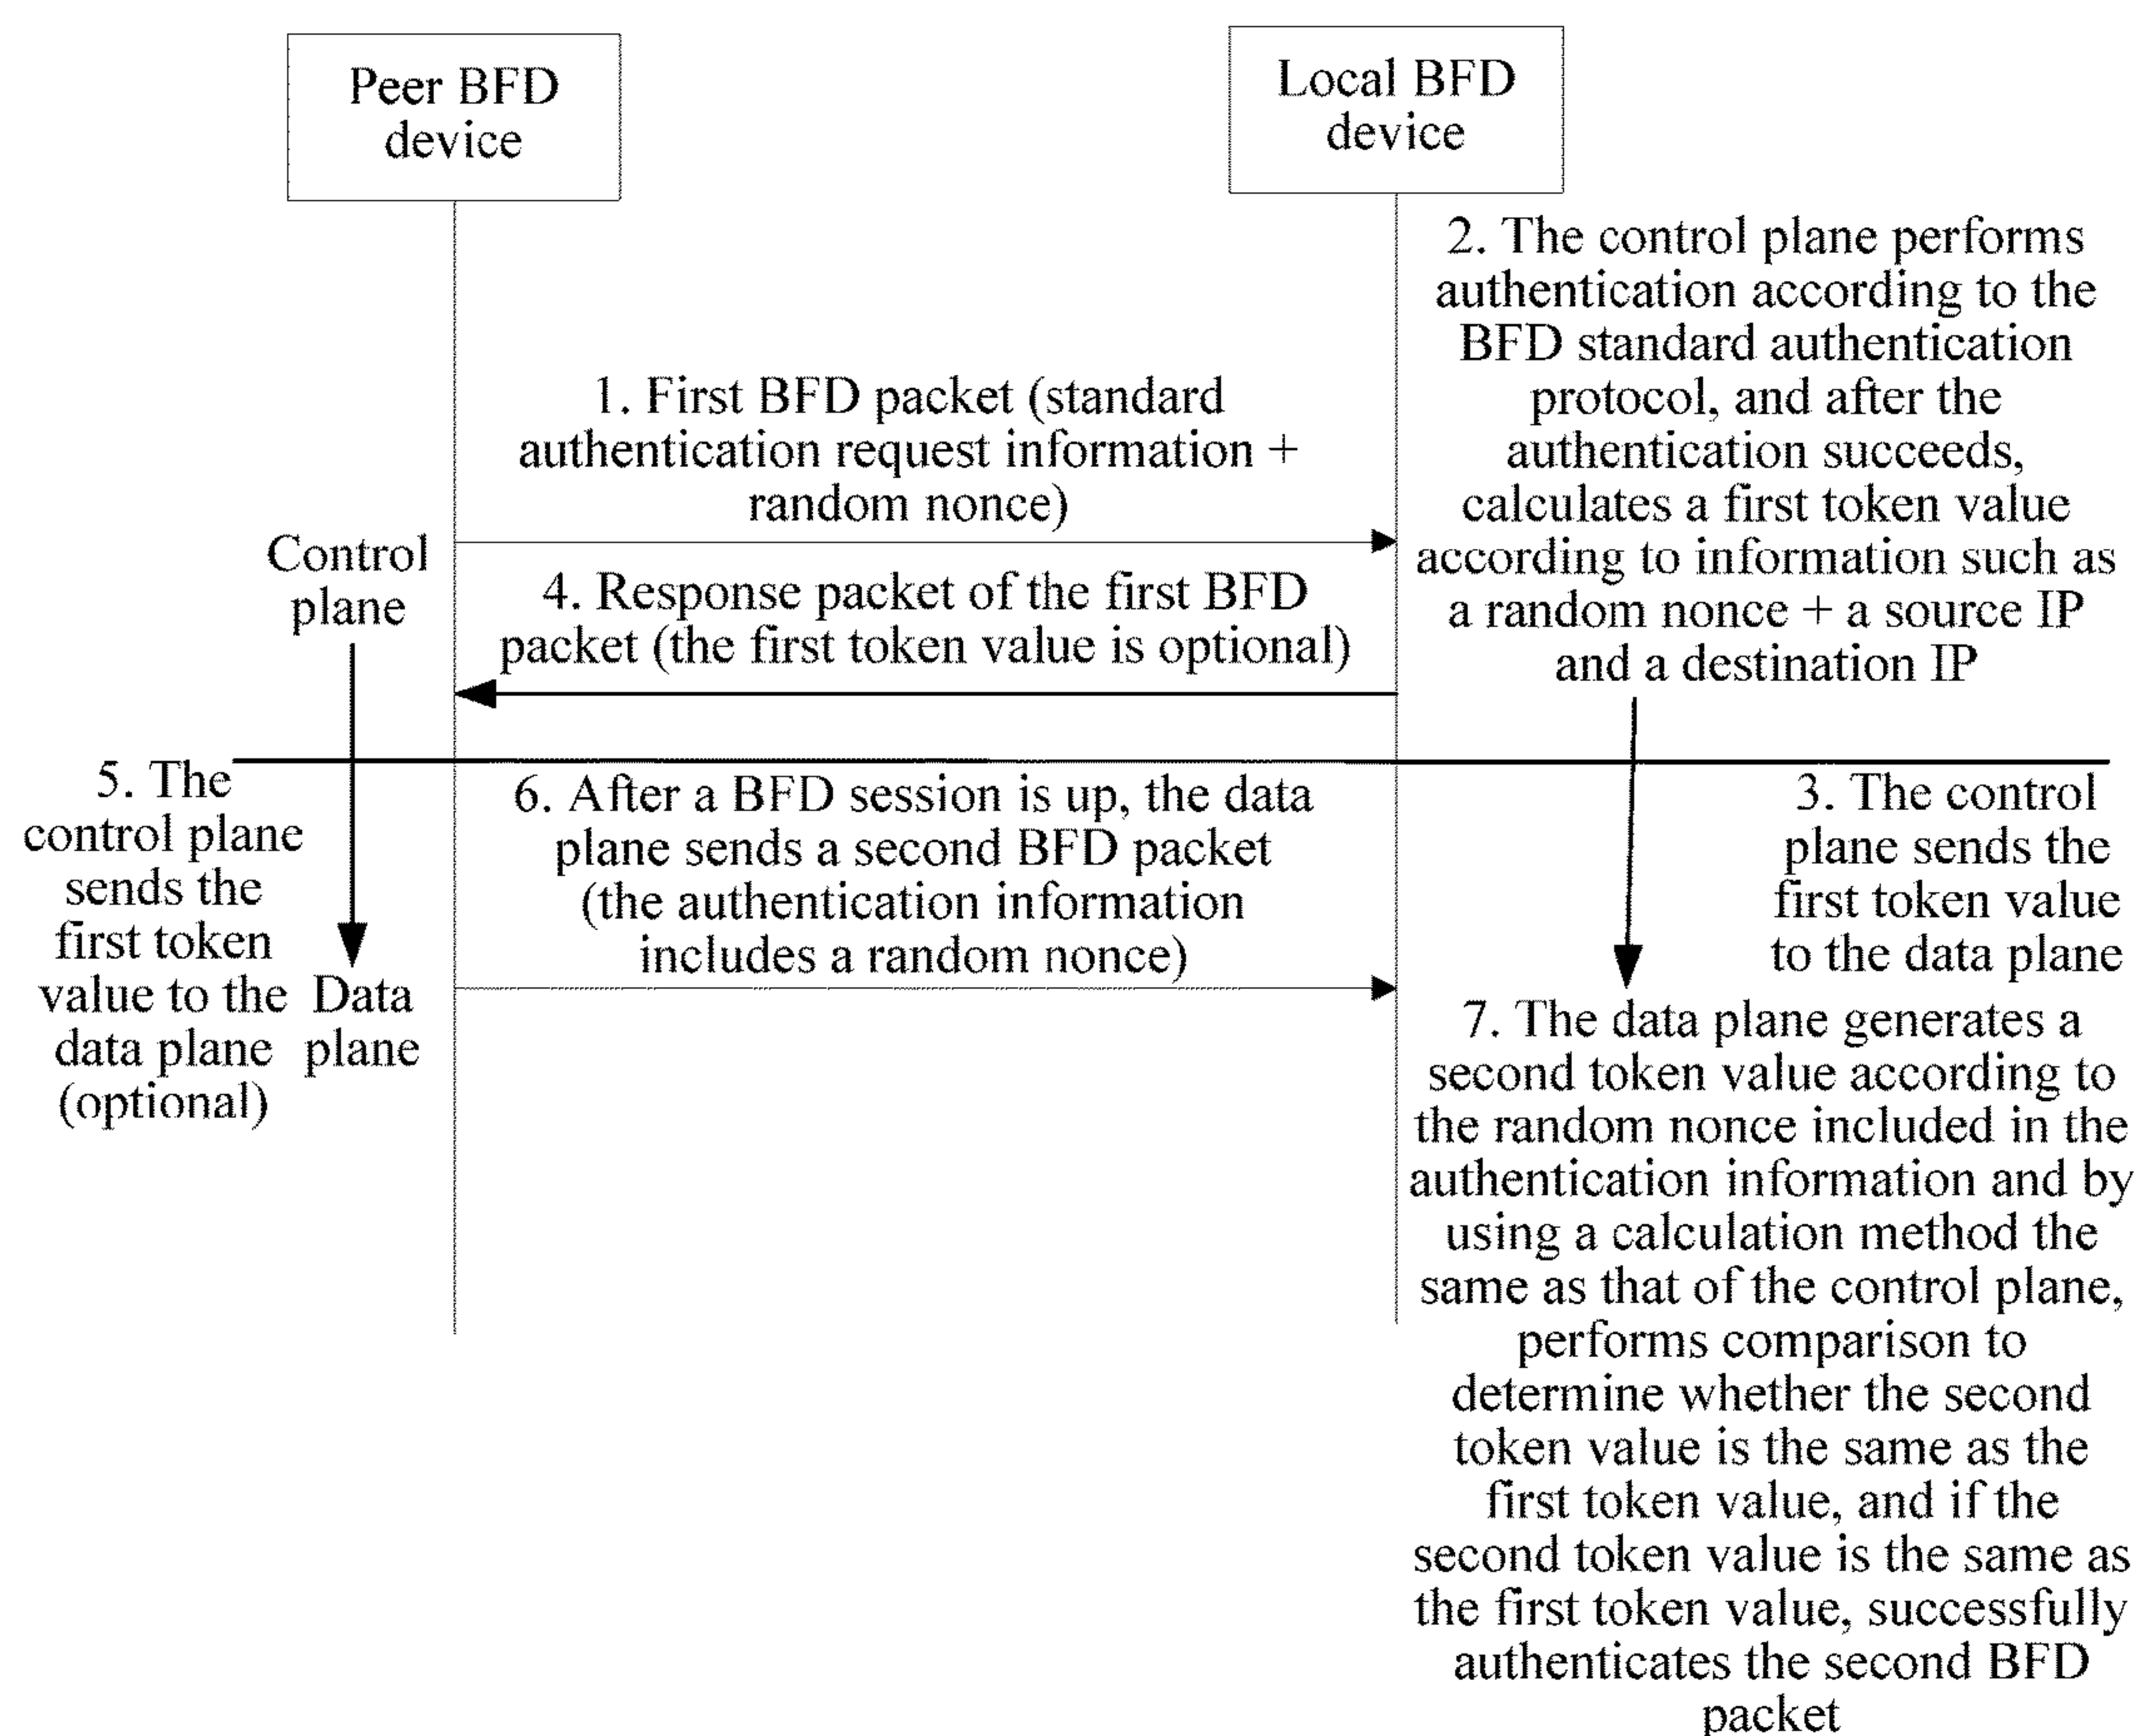 Peer BFD
device
Local BFD
device
2. The control plane performs
authentication according to the
BFD standard authentication
protocol, and after the
authentication succeeds,
calculates a first token value
according to information such as
a random nonce + a source IP
and a destination IP
1. First BFD packet (standard
authentication request information +
random nonce)
Control
plane
4. Response packet of the first BFD
packet (the first token value is optional)
5. The
control plane
sends the
first token
value to the
data plane
(optional)
Data
plane
6. After a BFD session is up, the data
plane sends a second BFD packet
(the authentication information
includes a random nonce)
3. The control
plane sends the
first token value
to the data plane
7. The data plane generates a
second token value according to
the random nonce included in the
authentication information and by
using a calculation method the
same as that of the control plane,
performs comparison to
determine whether the second
token value is the same as the
first token value, and if the
second token value is the same as
the first token value, successfully
authenticates the second BFD
packet